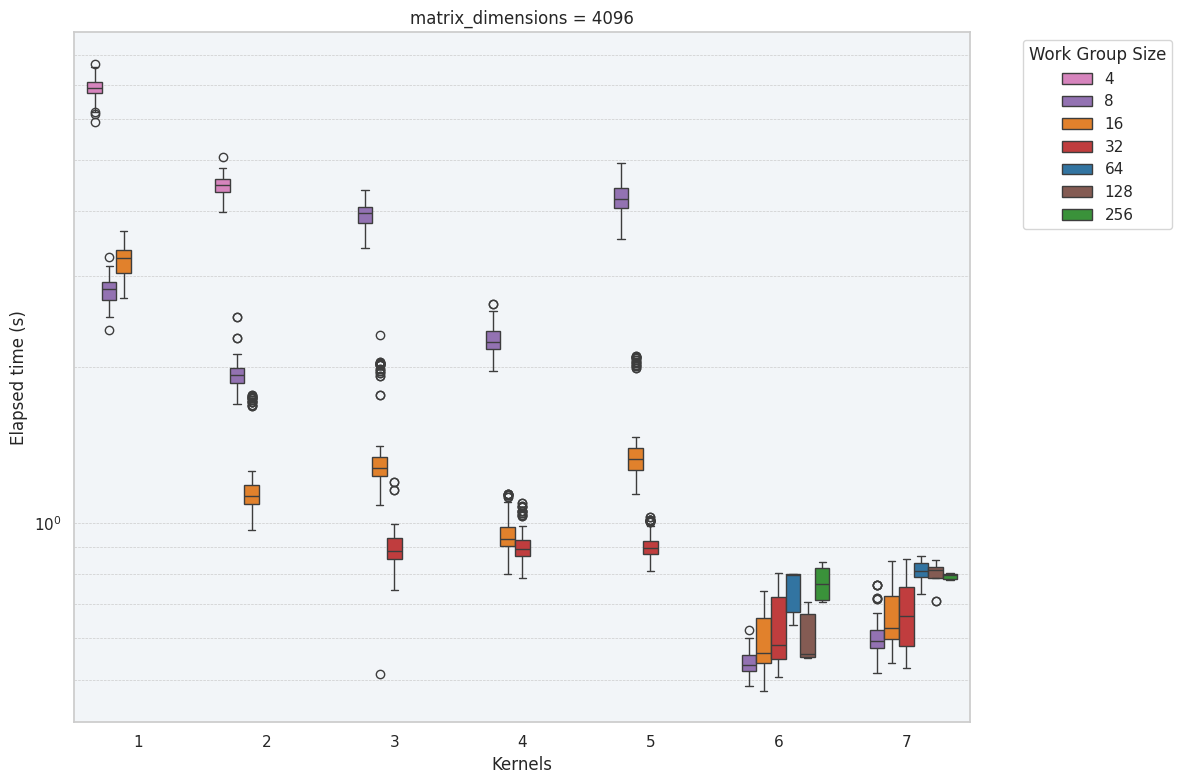 matrix_dimensions = 4096
Elapsed time (s)
10⁰
1 2 3 4 5 6 7
Kernels
Work Group Size
4
8
16
32
64
128
256